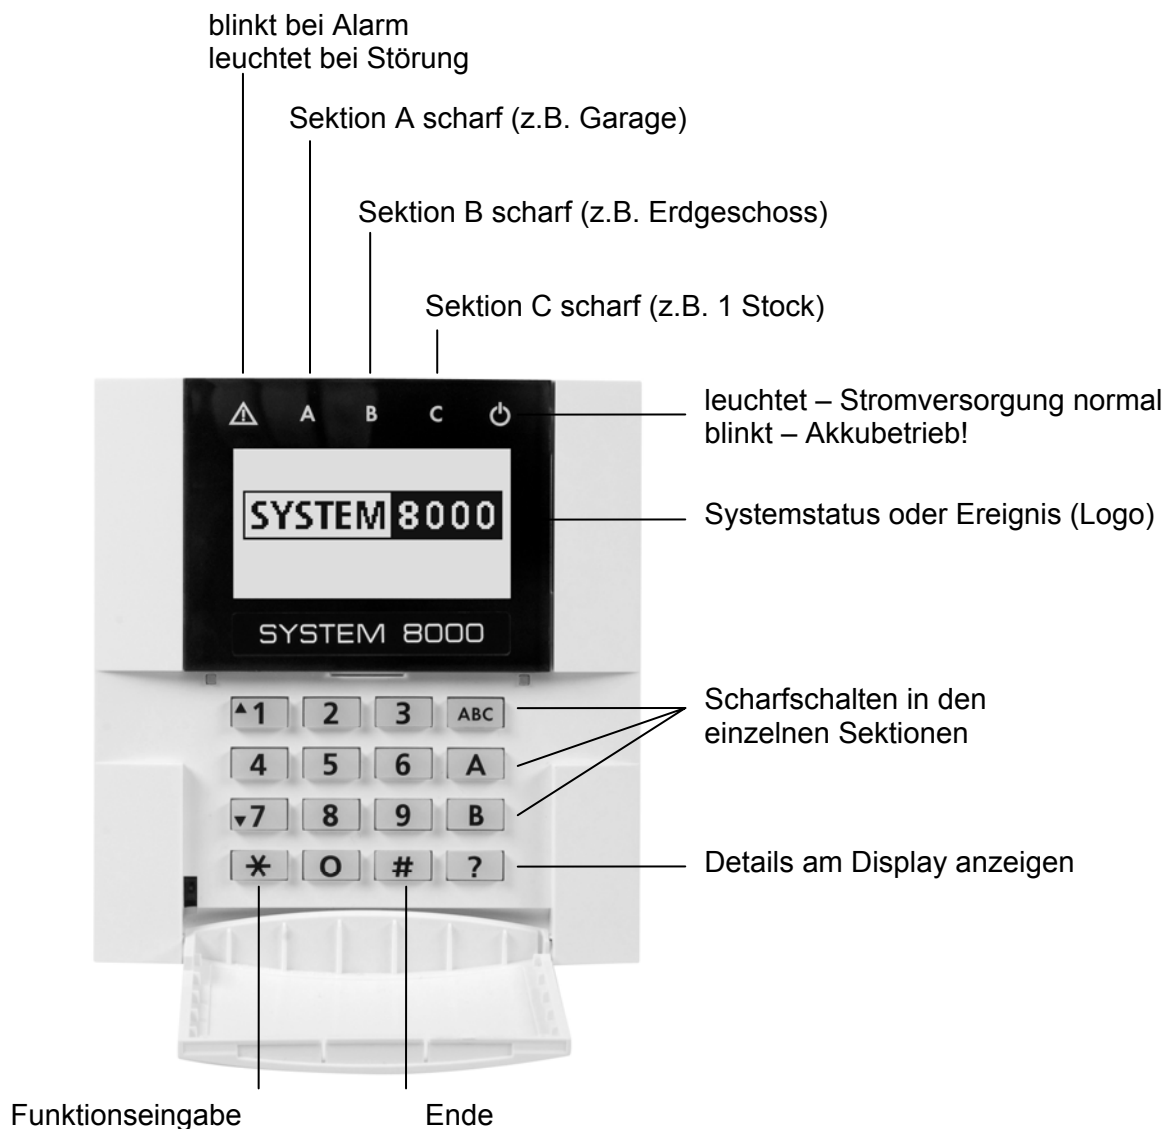 blinkt bei Alarm
leuchtet bei Störung
Sektion A scharf (z.B. Garage)
Sektion B scharf (z.B. Erdgeschoss)
Sektion C scharf (z.B. 1 Stock)
A B C
leuchtet – Stromversorgung normal
blinkt – Akkubetrieb!
SYSTEM 8000
Systemstatus oder Ereignis (Logo)
SYSTEM 8000
1 2 3 ABC
Scharfschalten in den
einzelnen Sektionen
4 5 6 A
7 8 9 B
* 0 # ?
Details am Display anzeigen
Funktionseingabe
Ende